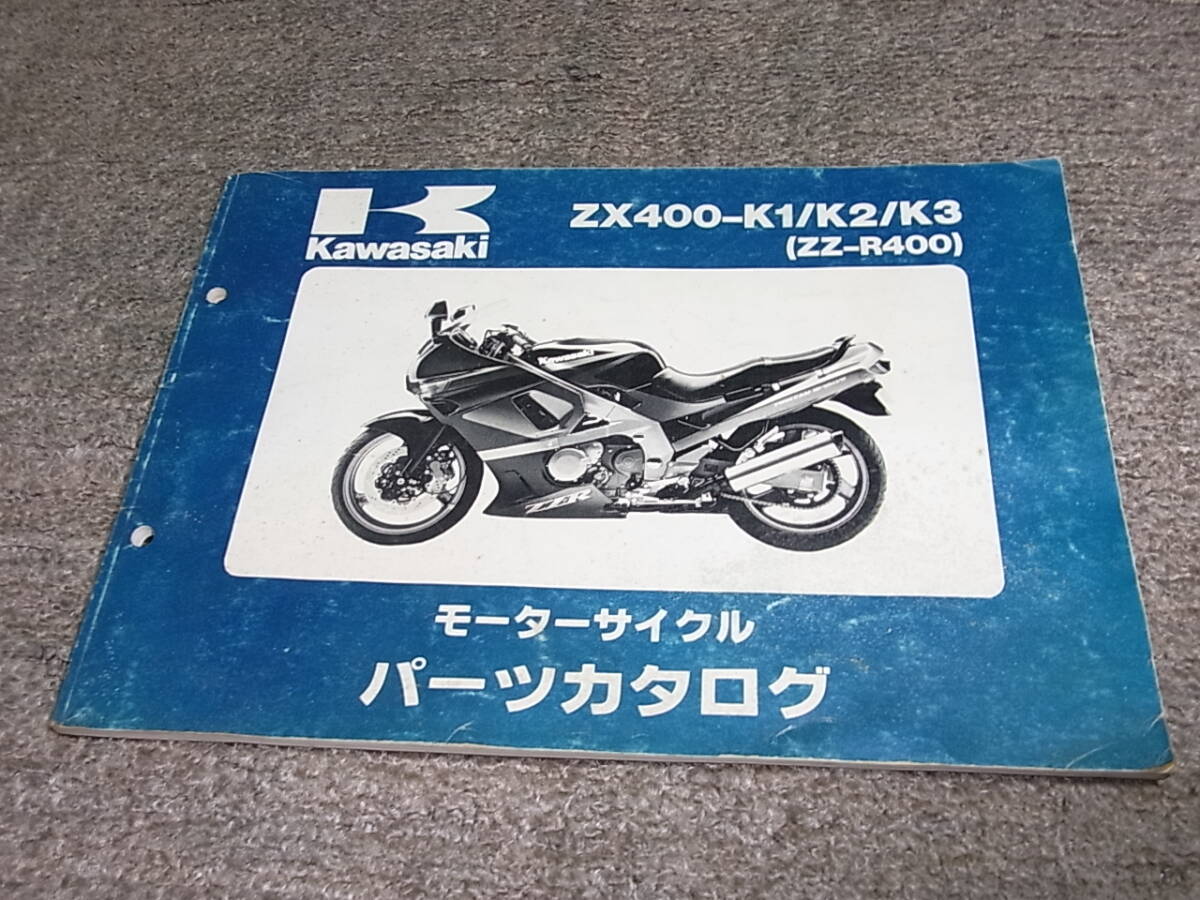 Kawasaki
ZX400-K1/K2/K3
(ZZ-R400)
Kawasaki
ZZ-R
モーターサイクル
パーツカタログ